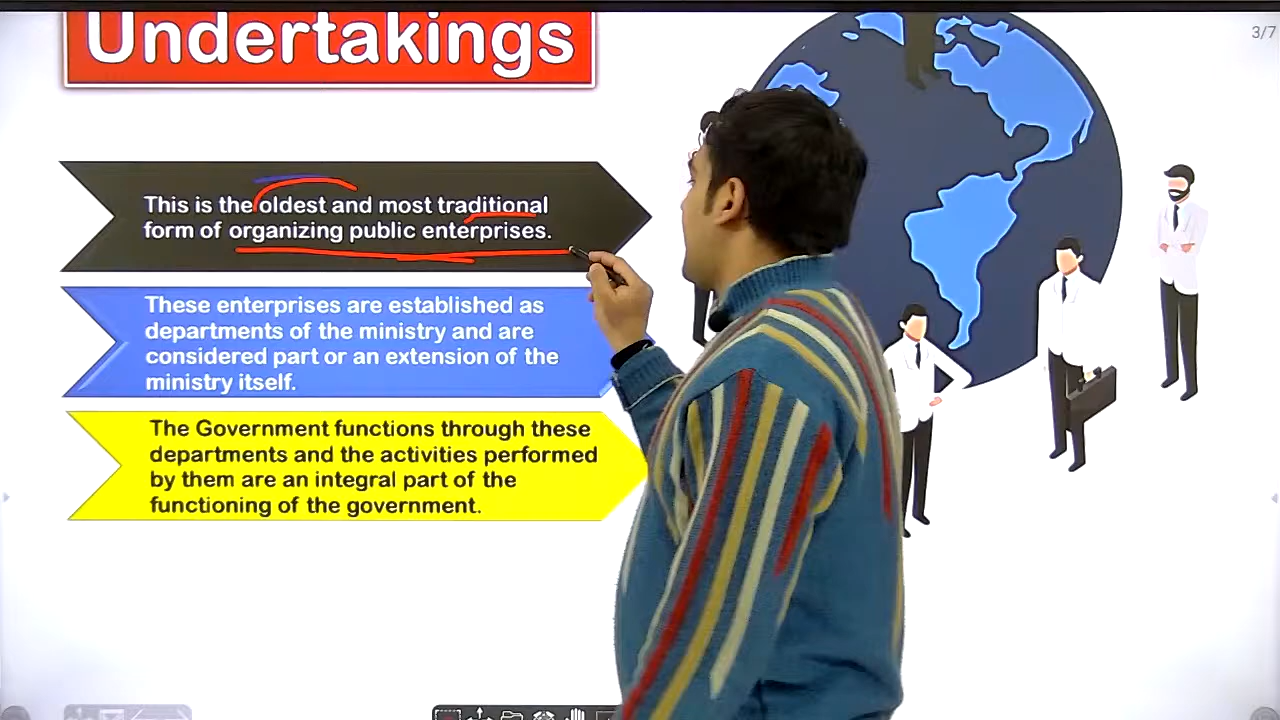 Undertakings
3/7
This is the oldest and most traditional
form of organizing public enterprises.
These enterprises are established as
departments of the ministry and are
considered part or an extension of the
ministry itself.
The Government functions through these
departments and the activities performed
by them are an integral part of the
functioning of the government.